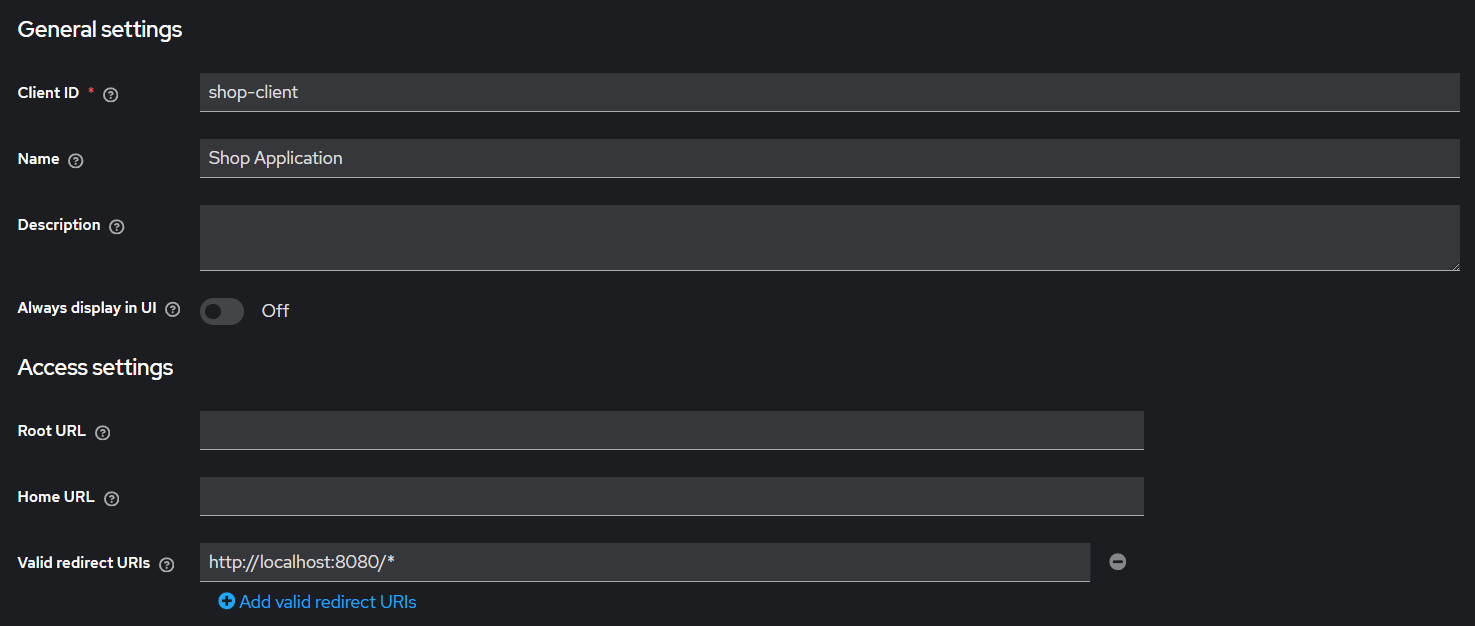 General settings
Client ID *
shop-client
Name
Shop Application
Description
Always display in UI
Off
Access settings
Root URL
Home URL
Valid redirect URIs
http://localhost:8080/*
Add valid redirect URIs